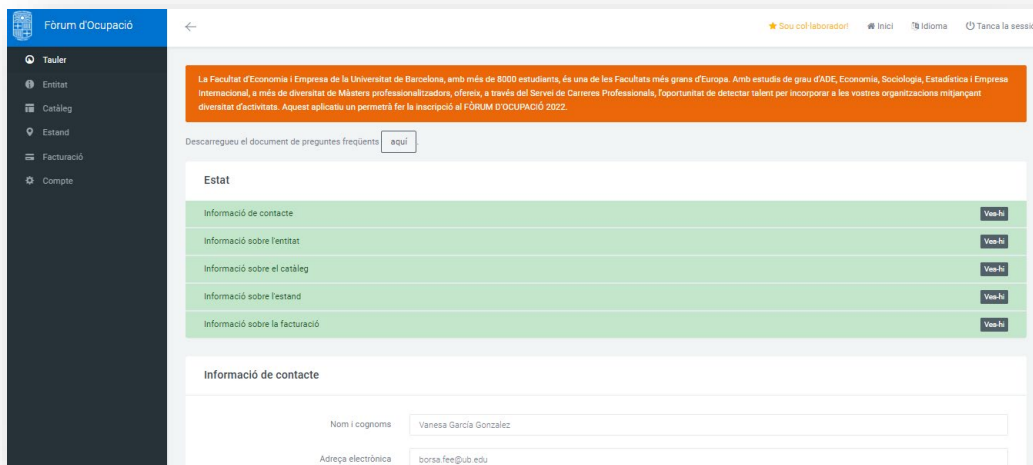 Fòrum d'Ocupació
Sou col·laborador!
Inici
Idioma
Tanca la sessió
Tauler
Entitat
Catàleg
Estand
Facturació
Compte
La Facultat d'Economia i Empresa de la Universitat de Barcelona, amb més de 8000 estudiants, és una de les Facultats més grans d'Europa. Amb estudis de grau d'ADE, Economia, Sociologia, Estadística i Empresa
Internacional, a més de diversitat de Màsters professionalitzadors, ofereix, a través del Servei de Carreres Professionals, l'oportunitat de detectar talent per incorporar a les vostres organitzacions mitjançant
diversitat d'activitats. Aquest aplicatiu un permetrà fer la inscripció al FÒRUM D'OCUPACIÓ 2022.
Descarregueu el document de preguntes freqüents aquí .
Estat
Informació de contacte Ves-hi
Informació sobre l'entitat Ves-hi
Informació sobre el catàleg Ves-hi
Informació sobre l'estand Ves-hi
Informació sobre la facturació Ves-hi
Informació de contacte
Nom i cognoms Vanesa García Gonzalez
Adreça electrònica borsa.fee@ub.edu